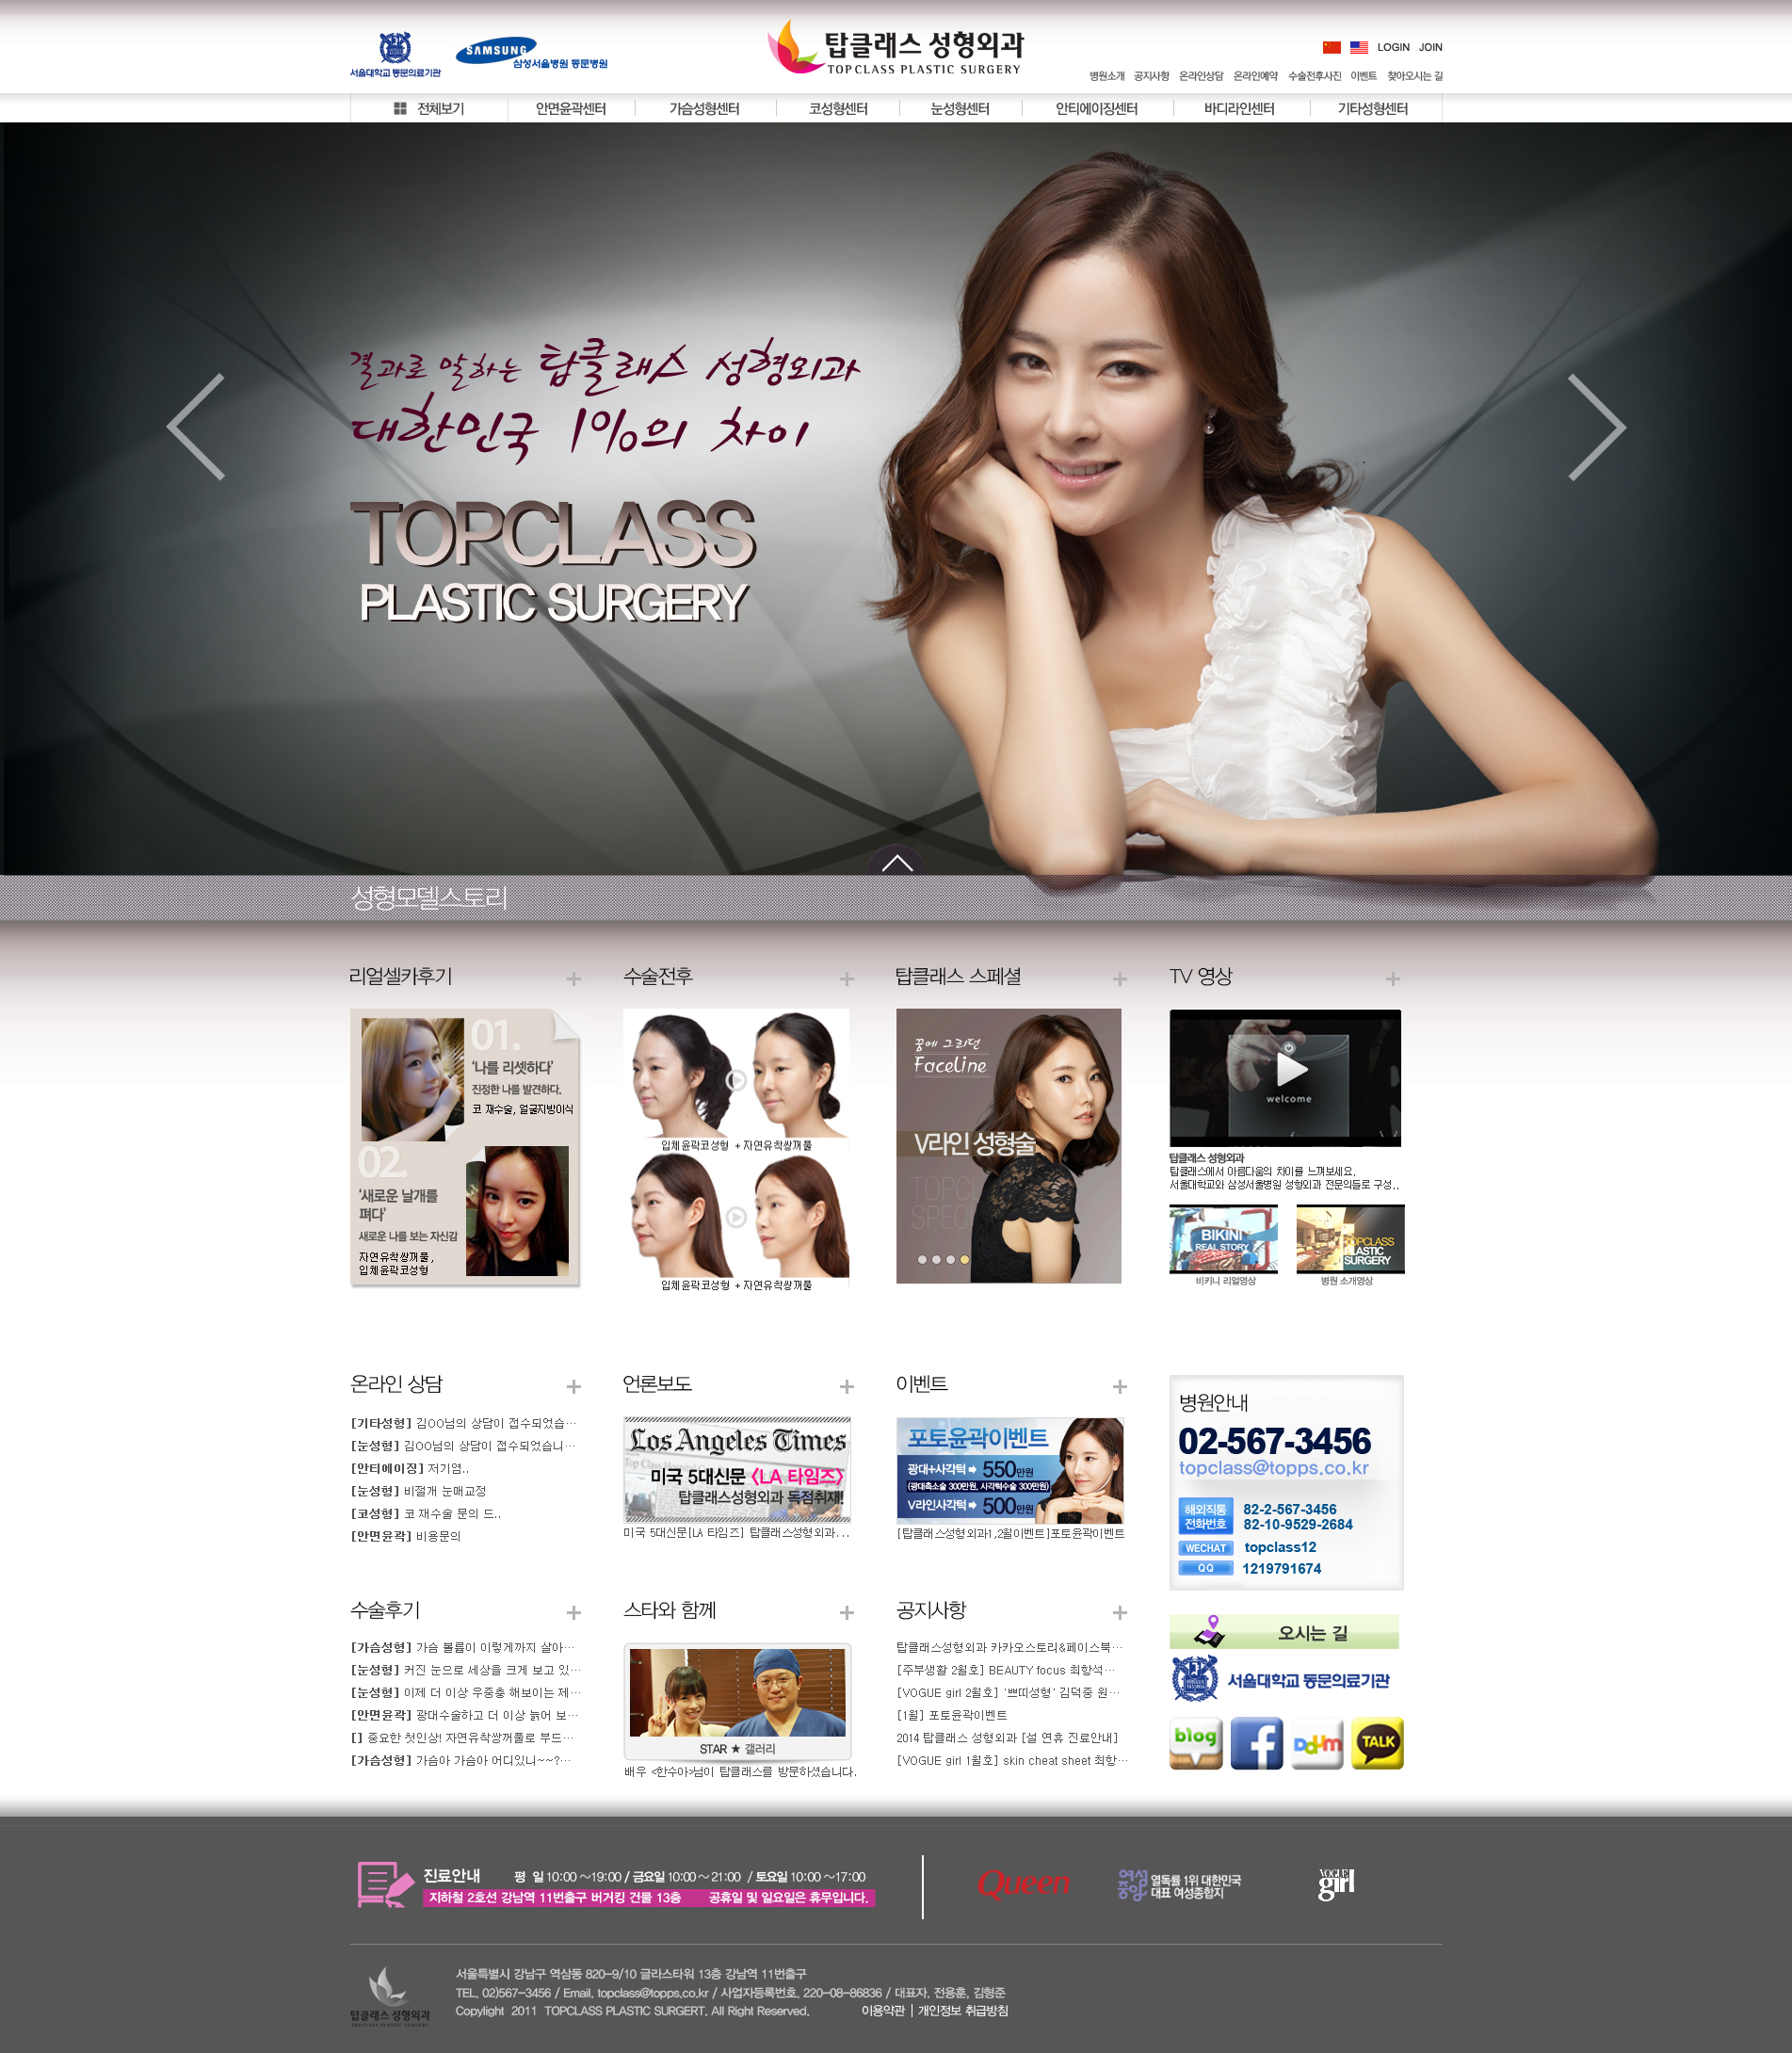 서울대학교 동문의료기관
SAMSUNG
삼성서울병원 동문병원
탑클래스 성형외과
TOP CLASS PLASTIC SURGERY
LOGIN JOIN
병원소개 공지사항 온라인상담 온라인예약 수술전후사진 이벤트 찾아오시는 길
전체보기 안면윤곽센터 가슴성형센터 코성형센터 눈성형센터 안티에이징센터 바디라인센터 기타성형센터
결과로 말하는 탑클래스 성형외과
대한민국 1%의 차이
TOPCLASS
PLASTIC SURGERY
성형모델스토리
리얼셀카후기
01.
'나를 리셋하다'
진정한 나를 발견하다.
코 재수술, 얼굴지방이식
02.
'새로운 날개를
펴다'
새로운 나를 보는 자신감
자연유착쌍꺼풀,
입체윤곽코성형
수술전후
입체윤곽코성형 + 자연유착쌍꺼풀
입체윤곽코성형 + 자연유착쌍꺼풀
탑클래스 스페셜
꿈에 그리던
Faceline
V라인 성형술
TOPCL
SPEC
TV 영상
welcome
탑클래스 성형외과
탑클래스에서 아름다움의 차이를 느껴보세요.
서울대학교와 삼성서울병원 성형외과 전문의들로 구성..
BIKINI
REAL STORY
비키니 리얼영상
TOPCLASS
PLASTIC
SURGERY
병원 소개영상
온라인 상담
[기타성형] 김OO님의 상담이 접수되었습…
[눈성형] 김OO님의 상담이 접수되었습니…
[안티에이징] 저기염..
[눈성형] 비절개 눈매교정
[코성형] 코 재수술 문의 드..
[안면윤곽] 비용문의
언론보도
Los Angeles Times
미국 5대신문 <LA 타임즈>
탑클래스성형외과 독점취재!
미국 5대신문[LA 타임즈] 탑클래스성형외과...
이벤트
포토윤곽이벤트
광대+사각턱 ➡ 550만원
(광대축소술 300만원, 사각턱수술 300만원)
V라인사각턱 ➡ 500만원
[탑클래스성형외과1,2월이벤트]포토윤곽이벤트
병원안내
02-567-3456
topclass@topps.co.kr
해외직통
전화번호
82-2-567-3456
82-10-9529-2684
WECHAT topclass12
QQ 1219791674
수술후기
[가슴성형] 가슴 볼륨이 이렇게까지 살아…
[눈성형] 커진 눈으로 세상을 크게 보고 있…
[눈성형] 이제 더 이상 우중충 해보이는 제…
[안면윤곽] 광대수술하고 더 이상 늙어 보…
[] 중요한 첫인상! 자연유착쌍꺼풀로 부드…
[가슴성형] 가슴아 가슴아 어디있니~~?…
스타와 함께
STAR ★ 갤러리
배우 <한수아>님이 탑클래스를 방문하셨습니다.
공지사항
탑클래스성형외과 카카오스토리&페이스북…
[주부생활 2월호] BEAUTY focus 최항석…
[VOGUE girl 2월호] '쁘띠성형' 김덕중 원…
[1월] 포토윤곽이벤트
2014 탑클래스 성형외과 [설 연휴 진료안내]
[VOGUE girl 1월호] skin cheat sheet 최항…
오시는 길
서울대학교 동문의료기관
blog
Daum
TALK
진료안내 평 일 10:00 ~19:00 / 금요일 10:00 ~ 21:00 / 토요일 10:00 ~17:00
지하철 2호선 강남역 11번출구 버거킹 건물 13층 공휴일 및 일요일은 휴무입니다.
Queen
여성중앙
열독률 1위 대한민국
대표 여성종합지
VOGUE
girl
탑클래스 성형외과
TOP CLASS PLASTIC SURGERY
서울특별시 강남구 역삼동 820-9/10 글라스타워 13층 강남역 11번출구
TEL. 02)567-3456 / Email. topclass@topps.co.kr / 사업자등록번호. 220-08-86836 / 대표자. 전용훈, 김형준
Copylight 2011 TOPCLASS PLASTIC SURGERT. All Right Reserved. 이용약관 | 개인정보 취급방침